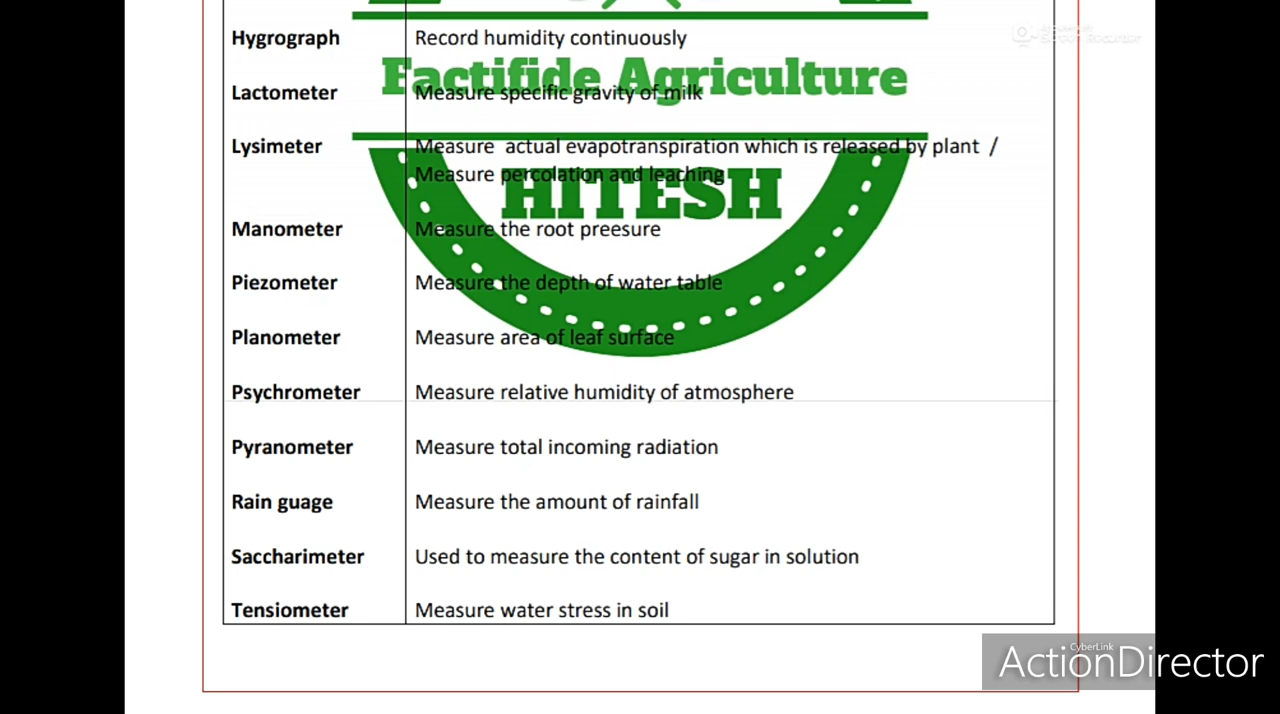 Hygrograph Record humidity continuously
Factifide Agriculture
Lactometer Measure specific gravity of milk
Lysimeter Measure actual evapotranspiration which is released by plant /
Measure percolation and leaching
HITESH
Manometer Measure the root preesure
Piezometer Measure the depth of water table
Planometer Measure area of leaf surface
Psychrometer Measure relative humidity of atmosphere
Pyranometer Measure total incoming radiation
Rain guage Measure the amount of rainfall
Saccharimeter Used to measure the content of sugar in solution
Tensiometer Measure water stress in soil
CyberLink
ActionDirector